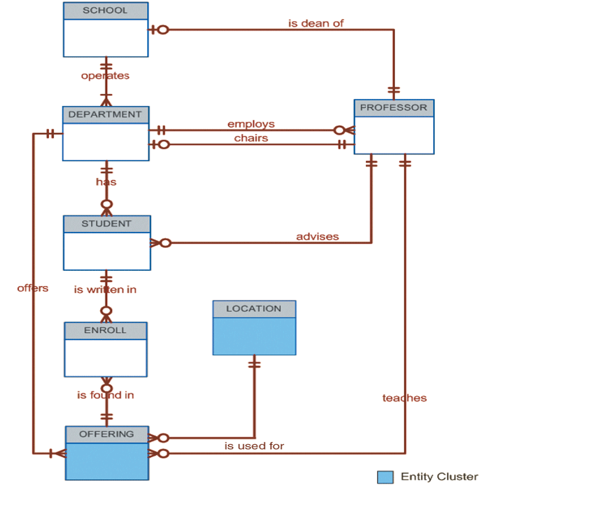 SCHOOL
is dean of
operates
DEPARTMENT
PROFESSOR
employs
chairs
has
STUDENT
advises
offers
is written in
LOCATION
ENROLL
is found in
teaches
OFFERING
is used for
Entity Cluster